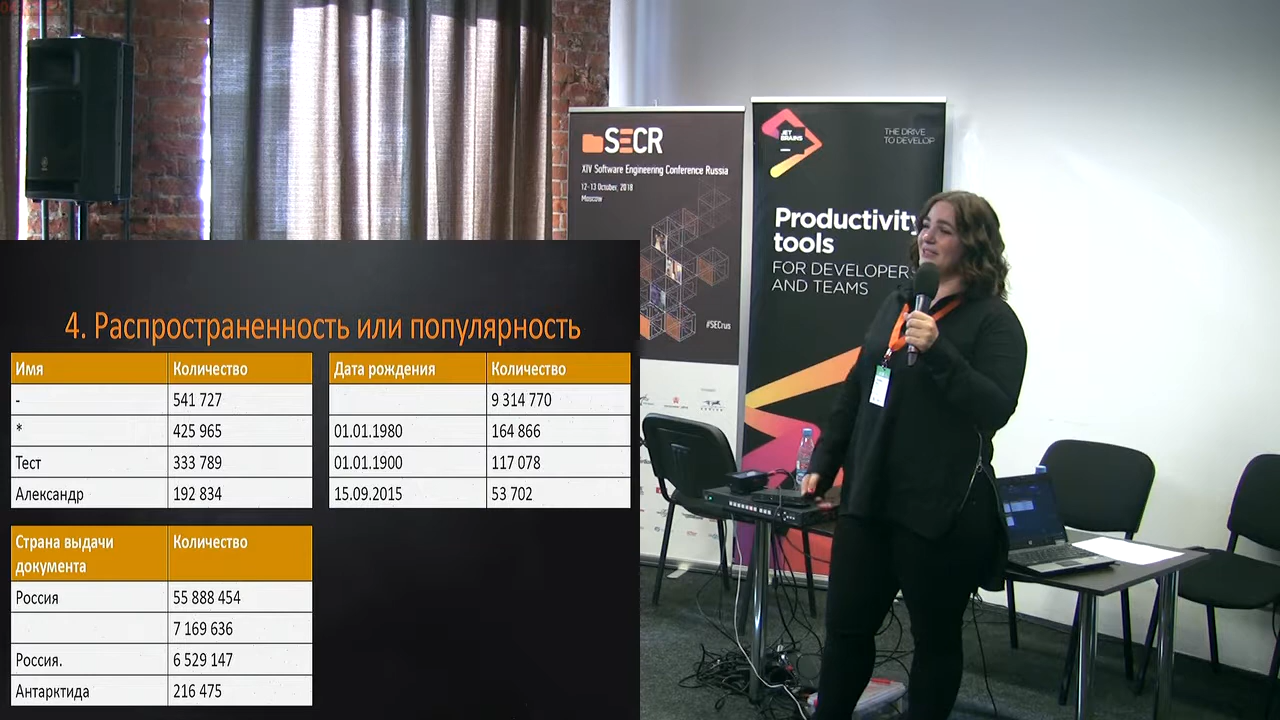 SECR
XIV Software Engineering Conference Russia
12-13 October, 2018
Moscow
#SECrus
JET
BRAINS
THE DRIVE
TO DEVELOP
Productivity
tools
FOR DEVELOPERS
AND TEAMS
4. Распространенность или популярность
Имя Количество
- 541 727
* 425 965
Тест 333 789
Александр 192 834
Дата рождения Количество
9 314 770
01.01.1980 164 866
01.01.1900 117 078
15.09.2015 53 702
Страна выдачи
документа
Количество
Россия 55 888 454
7 169 636
Россия. 6 529 147
Антарктида 216 475